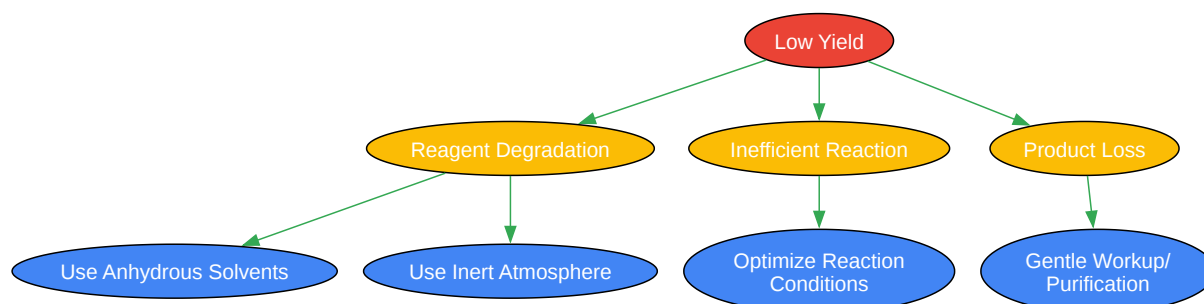 Low Yield
Reagent Degradation
Inefficient Reaction
Product Loss
Use Anhydrous Solvents
Use Inert Atmosphere
Optimize Reaction
Conditions
Gentle Workup/
Purification